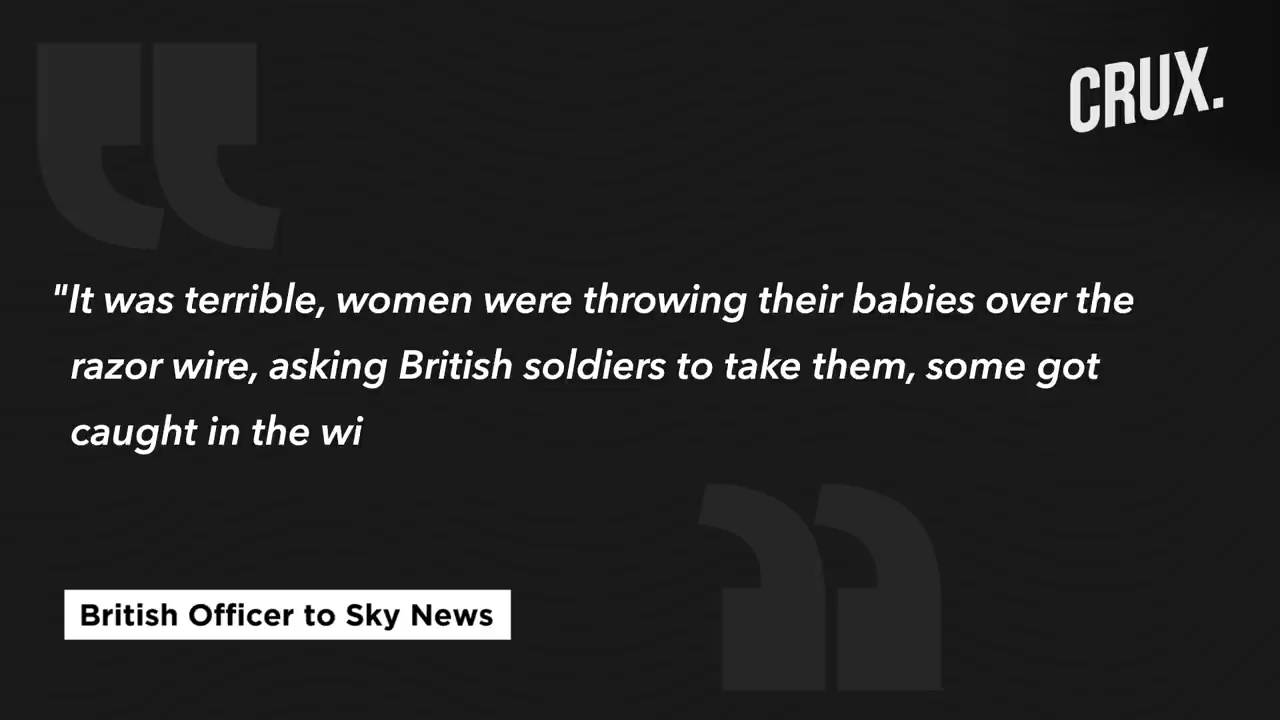 CRUX.
"It was terrible, women were throwing their babies over the
razor wire, asking British soldiers to take them, some got
caught in the wi
British Officer to Sky News